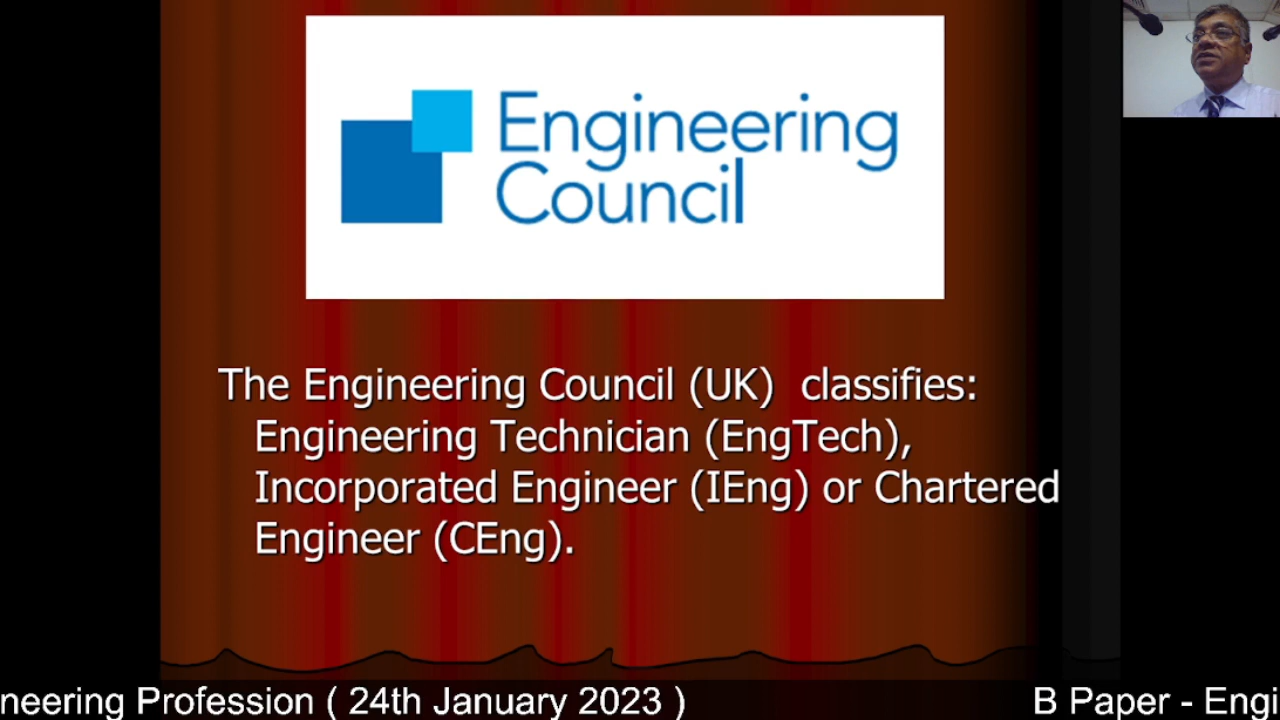 Engineering
Council
The Engineering Council (UK) classifies:
Engineering Technician (EngTech),
Incorporated Engineer (IEng) or Chartered
Engineer (CEng).
neering Profession ( 24th January 2023 ) B Paper - Engi